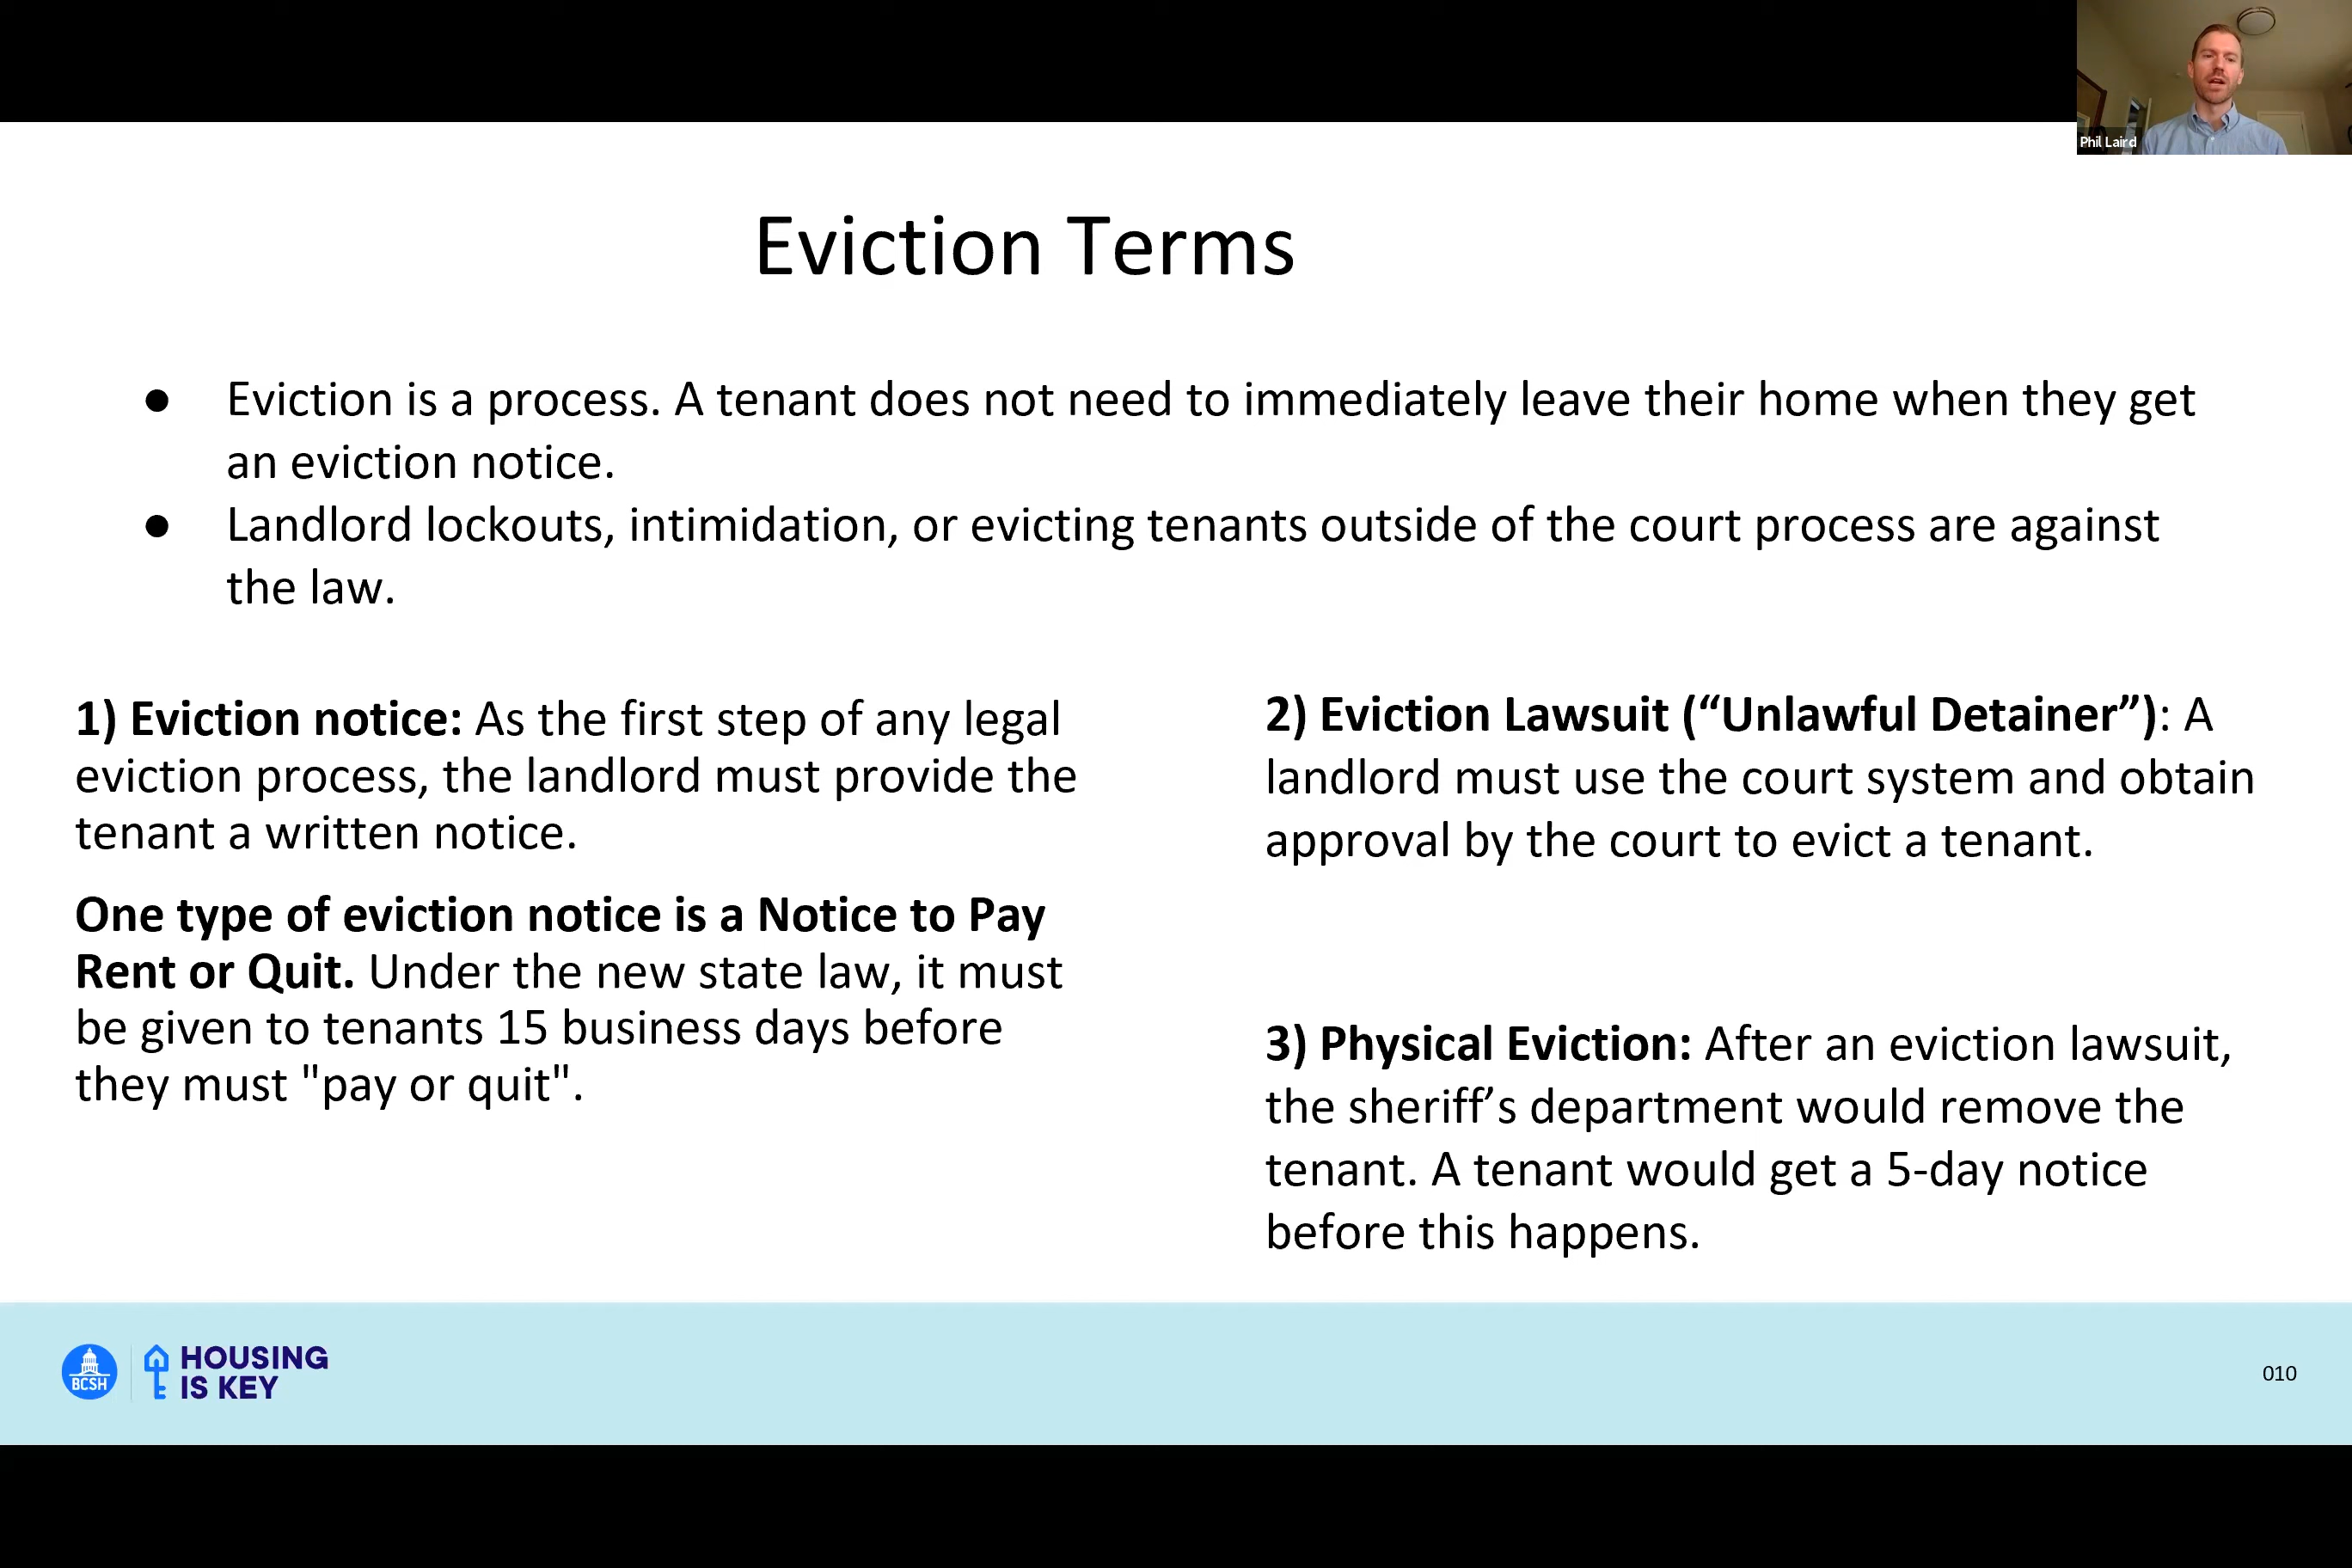 Phil Laird
Eviction Terms
● Eviction is a process. A tenant does not need to immediately leave their home when they get
an eviction notice.
● Landlord lockouts, intimidation, or evicting tenants outside of the court process are against
the law.
1) Eviction notice: As the first step of any legal
eviction process, the landlord must provide the
tenant a written notice.
One type of eviction notice is a Notice to Pay
Rent or Quit. Under the new state law, it must
be given to tenants 15 business days before
they must "pay or quit".
2) Eviction Lawsuit (“Unlawful Detainer”): A
landlord must use the court system and obtain
approval by the court to evict a tenant.
3) Physical Eviction: After an eviction lawsuit,
the sheriff’s department would remove the
tenant. A tenant would get a 5-day notice
before this happens.
BCSH
HOUSING
IS KEY
010